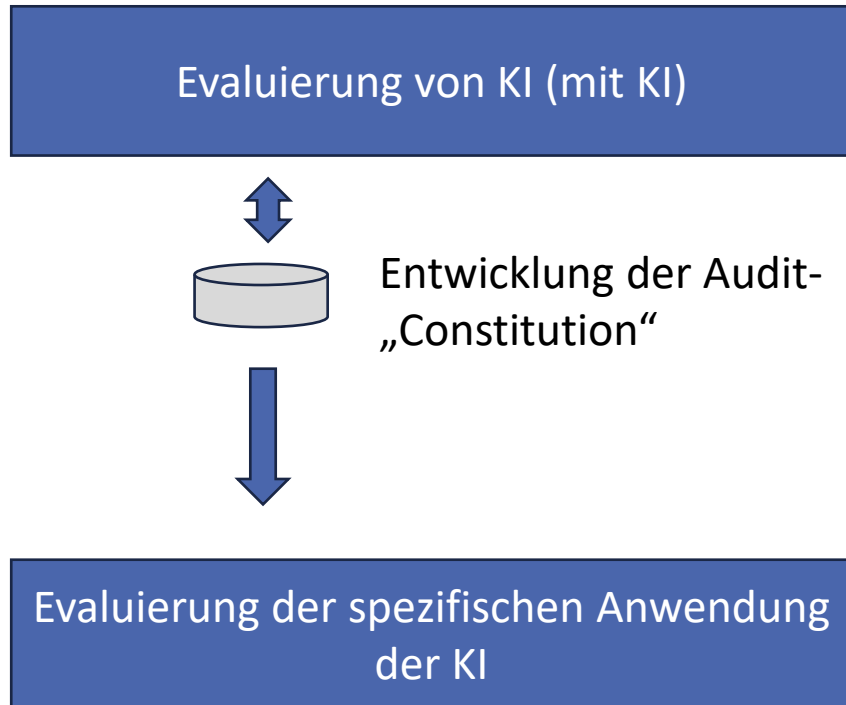 Evaluierung von KI (mit KI)
Entwicklung der Audit-
„Constitution“
Evaluierung der spezifischen Anwendung
der KI